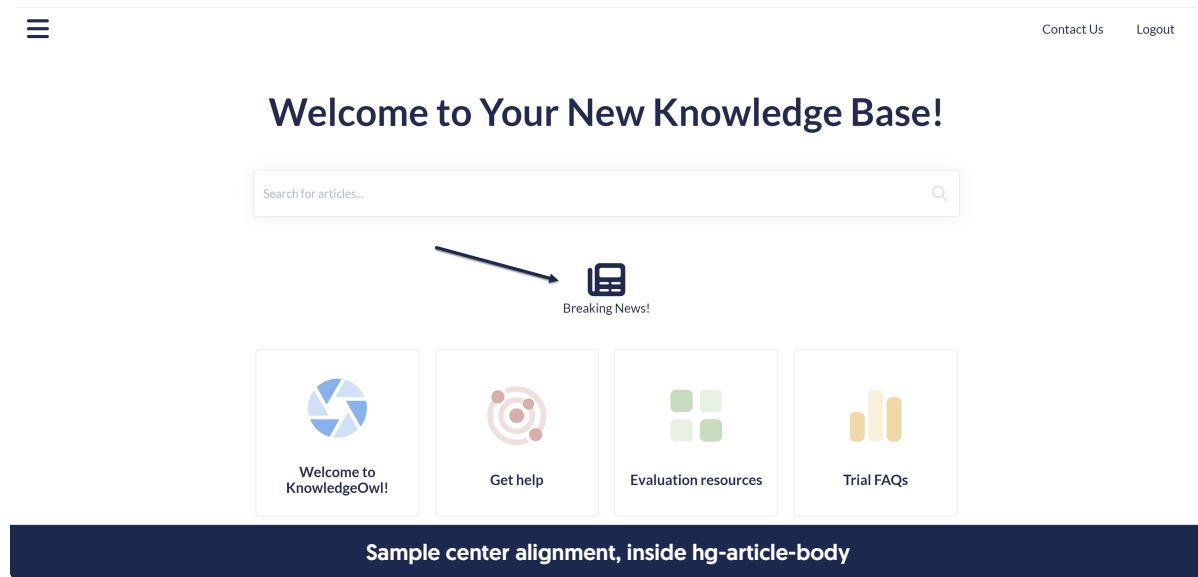 Contact Us
Logout
Welcome to Your New Knowledge Base!
Search for articles...
Breaking News!
Welcome to
KnowledgeOwl!
Get help
Evaluation resources
Trial FAQs
Sample center alignment, inside hg-article-body